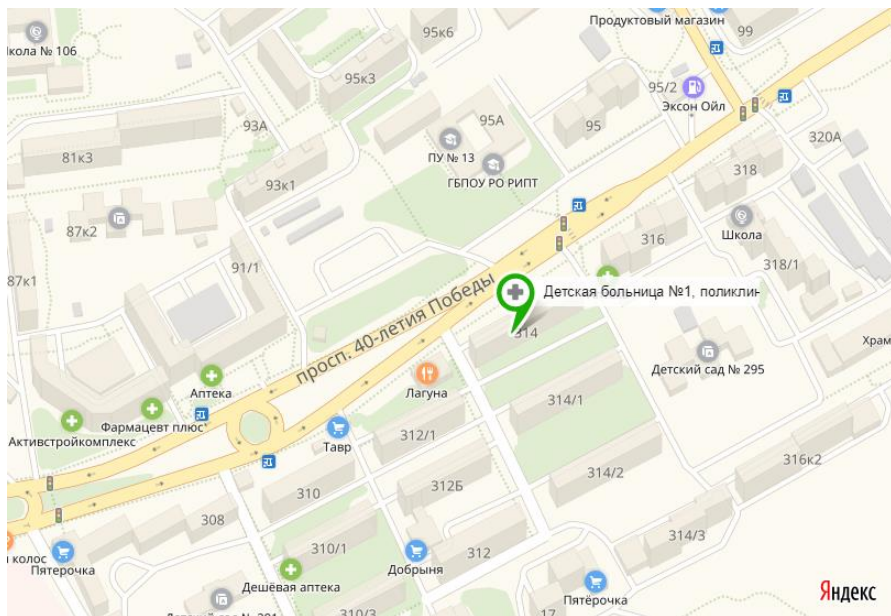 Продуктовый магазин
99
Школа № 106
95к6
95к3
95/2
Эксон Ойл
93А
95А
95
320А
81к3
ПУ № 13
ГБПОУ РО РИПТ
318
93к1
87к2
316
Школа
87к1
91/1
318/1
просп. 40-летия Победы
Детская больница №1, поликлин
314
Храм
Детский сад № 295
Аптека
Лагуна
314/1
Фармацевт плюс
Активстройкомплекс
Тавр
312/1
316к2
314/2
310
312Б
308
314/3
310/1
312
колос
Пятерочка
Добрыня
Дешёвая аптека
Пятёрочка
Яндекс
310/3
17